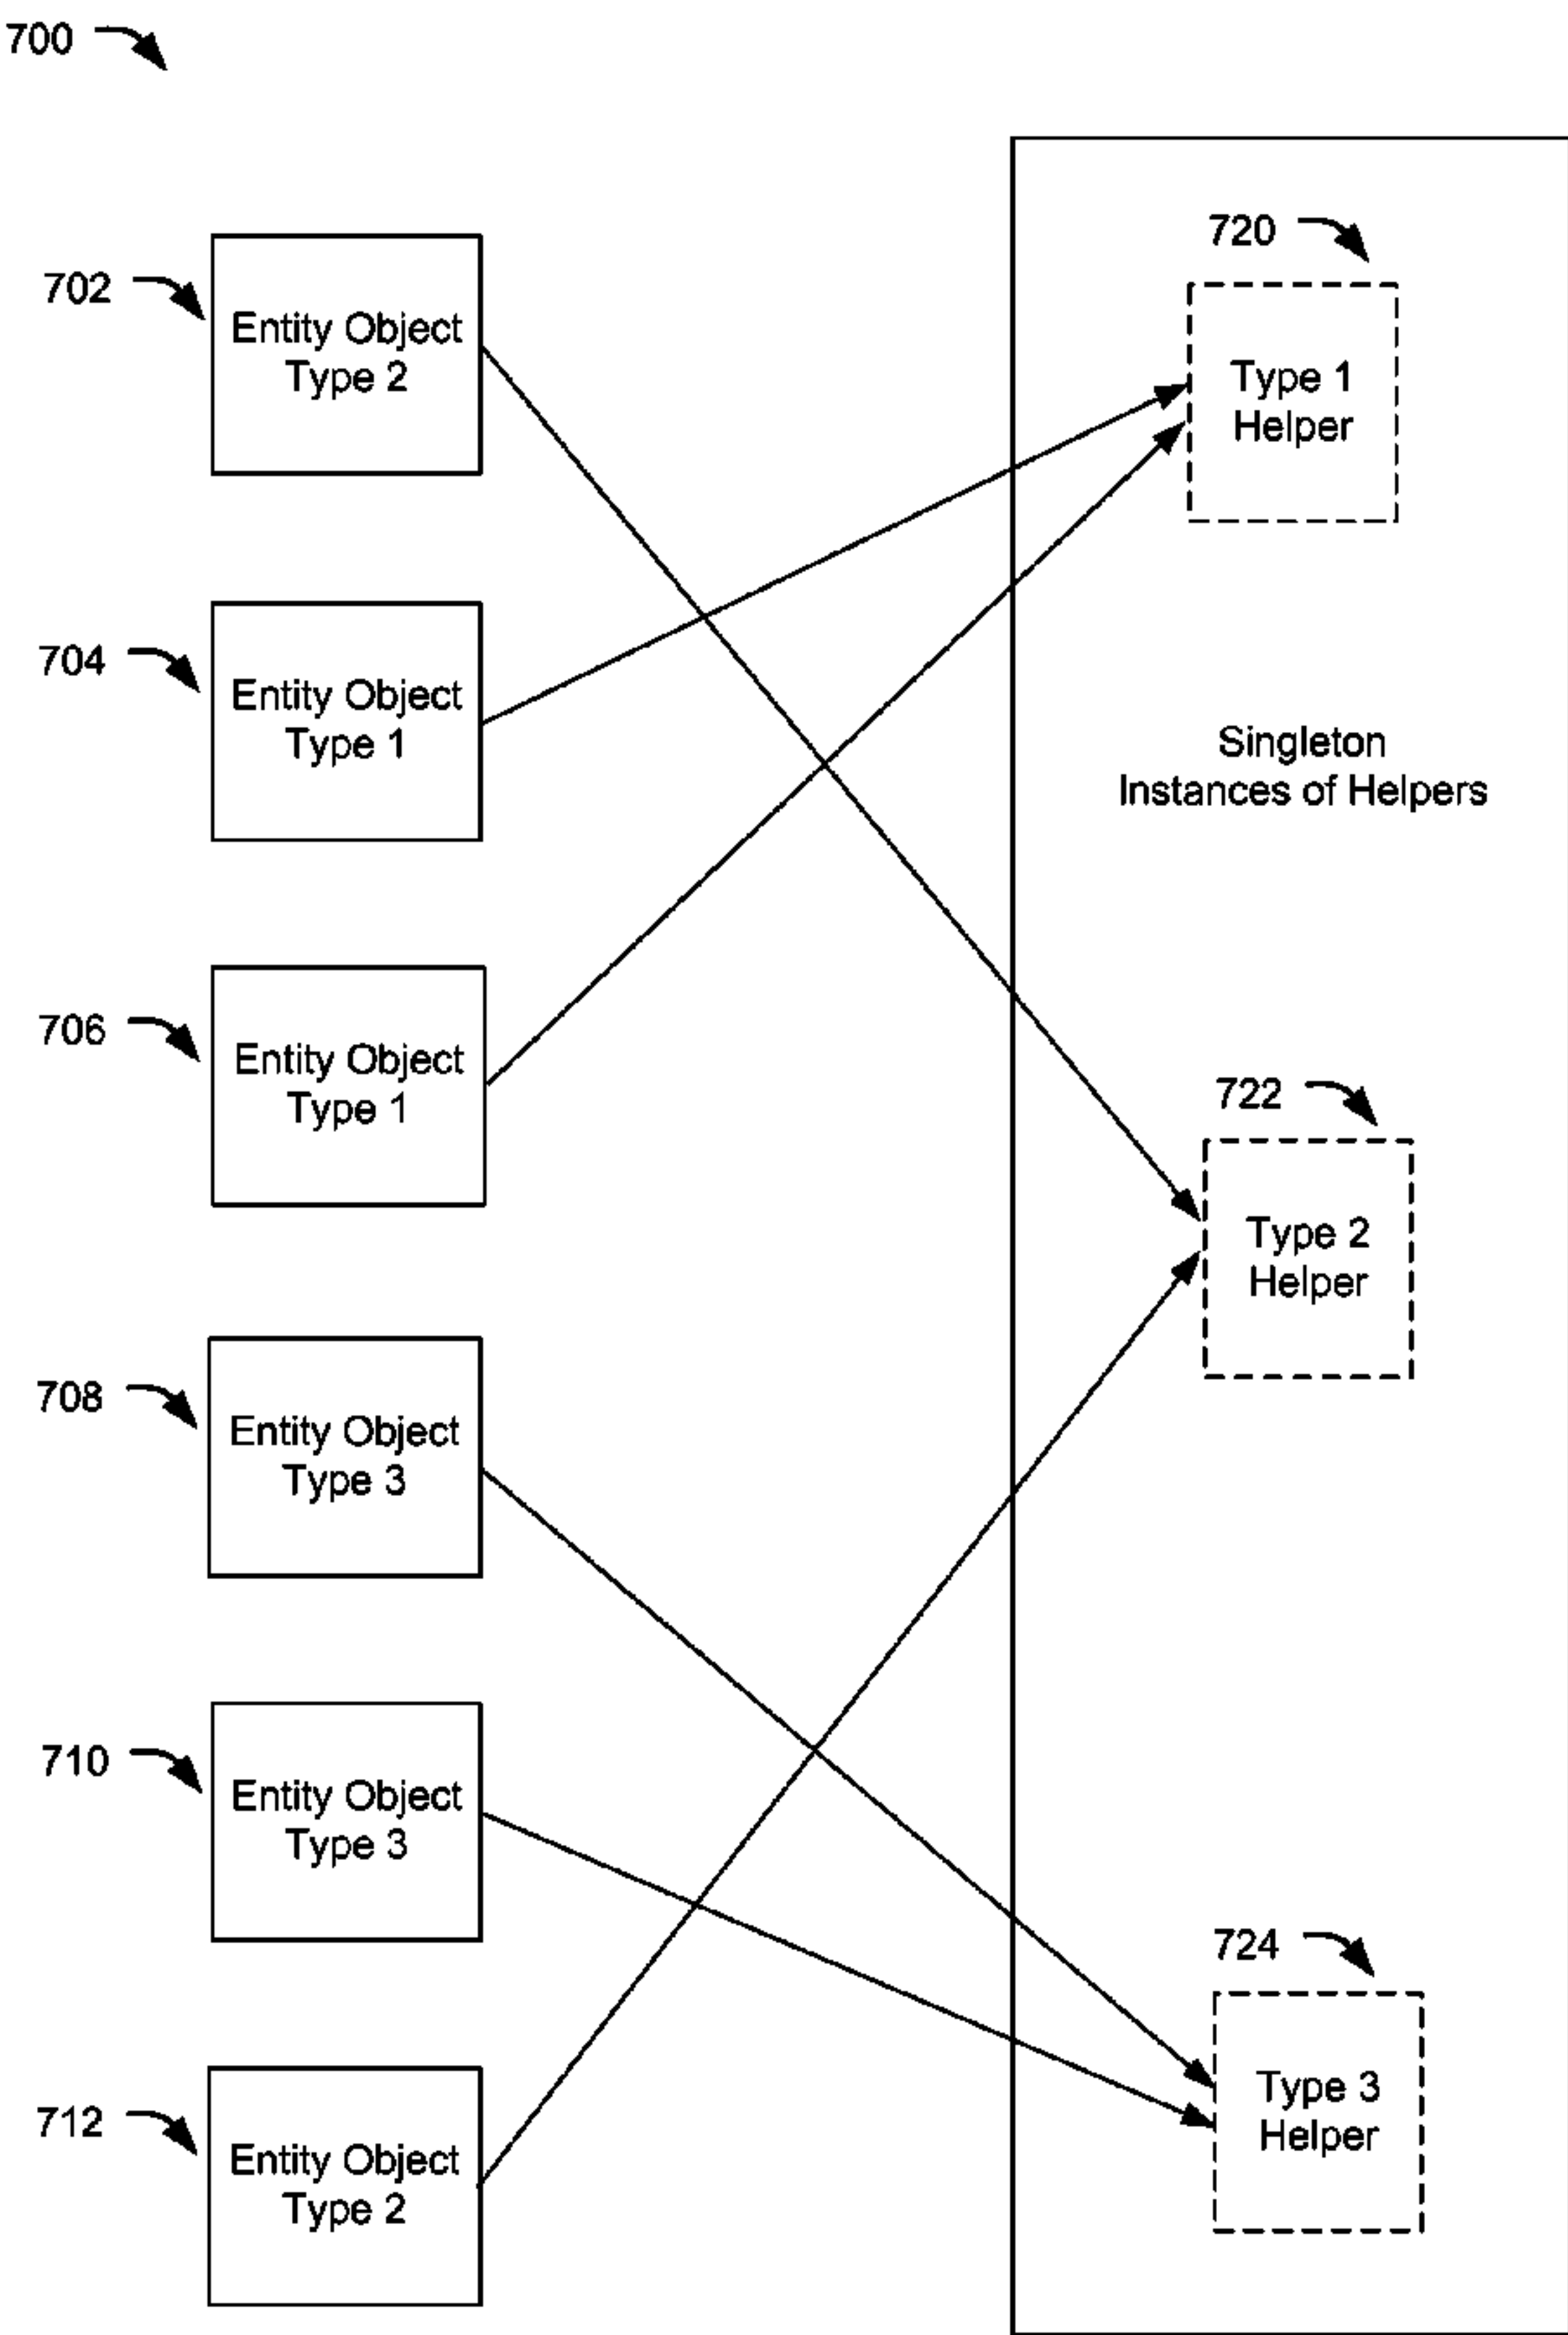 700
702
Entity Object
Type 2
704
Entity Object
Type 1
706
Entity Object
Type 1
708
Entity Object
Type 3
710
Entity Object
Type 3
712
Entity Object
Type 2
720
Type 1
Helper
Singleton
Instances of Helpers
722
Type 2
Helper
724
Type 3
Helper